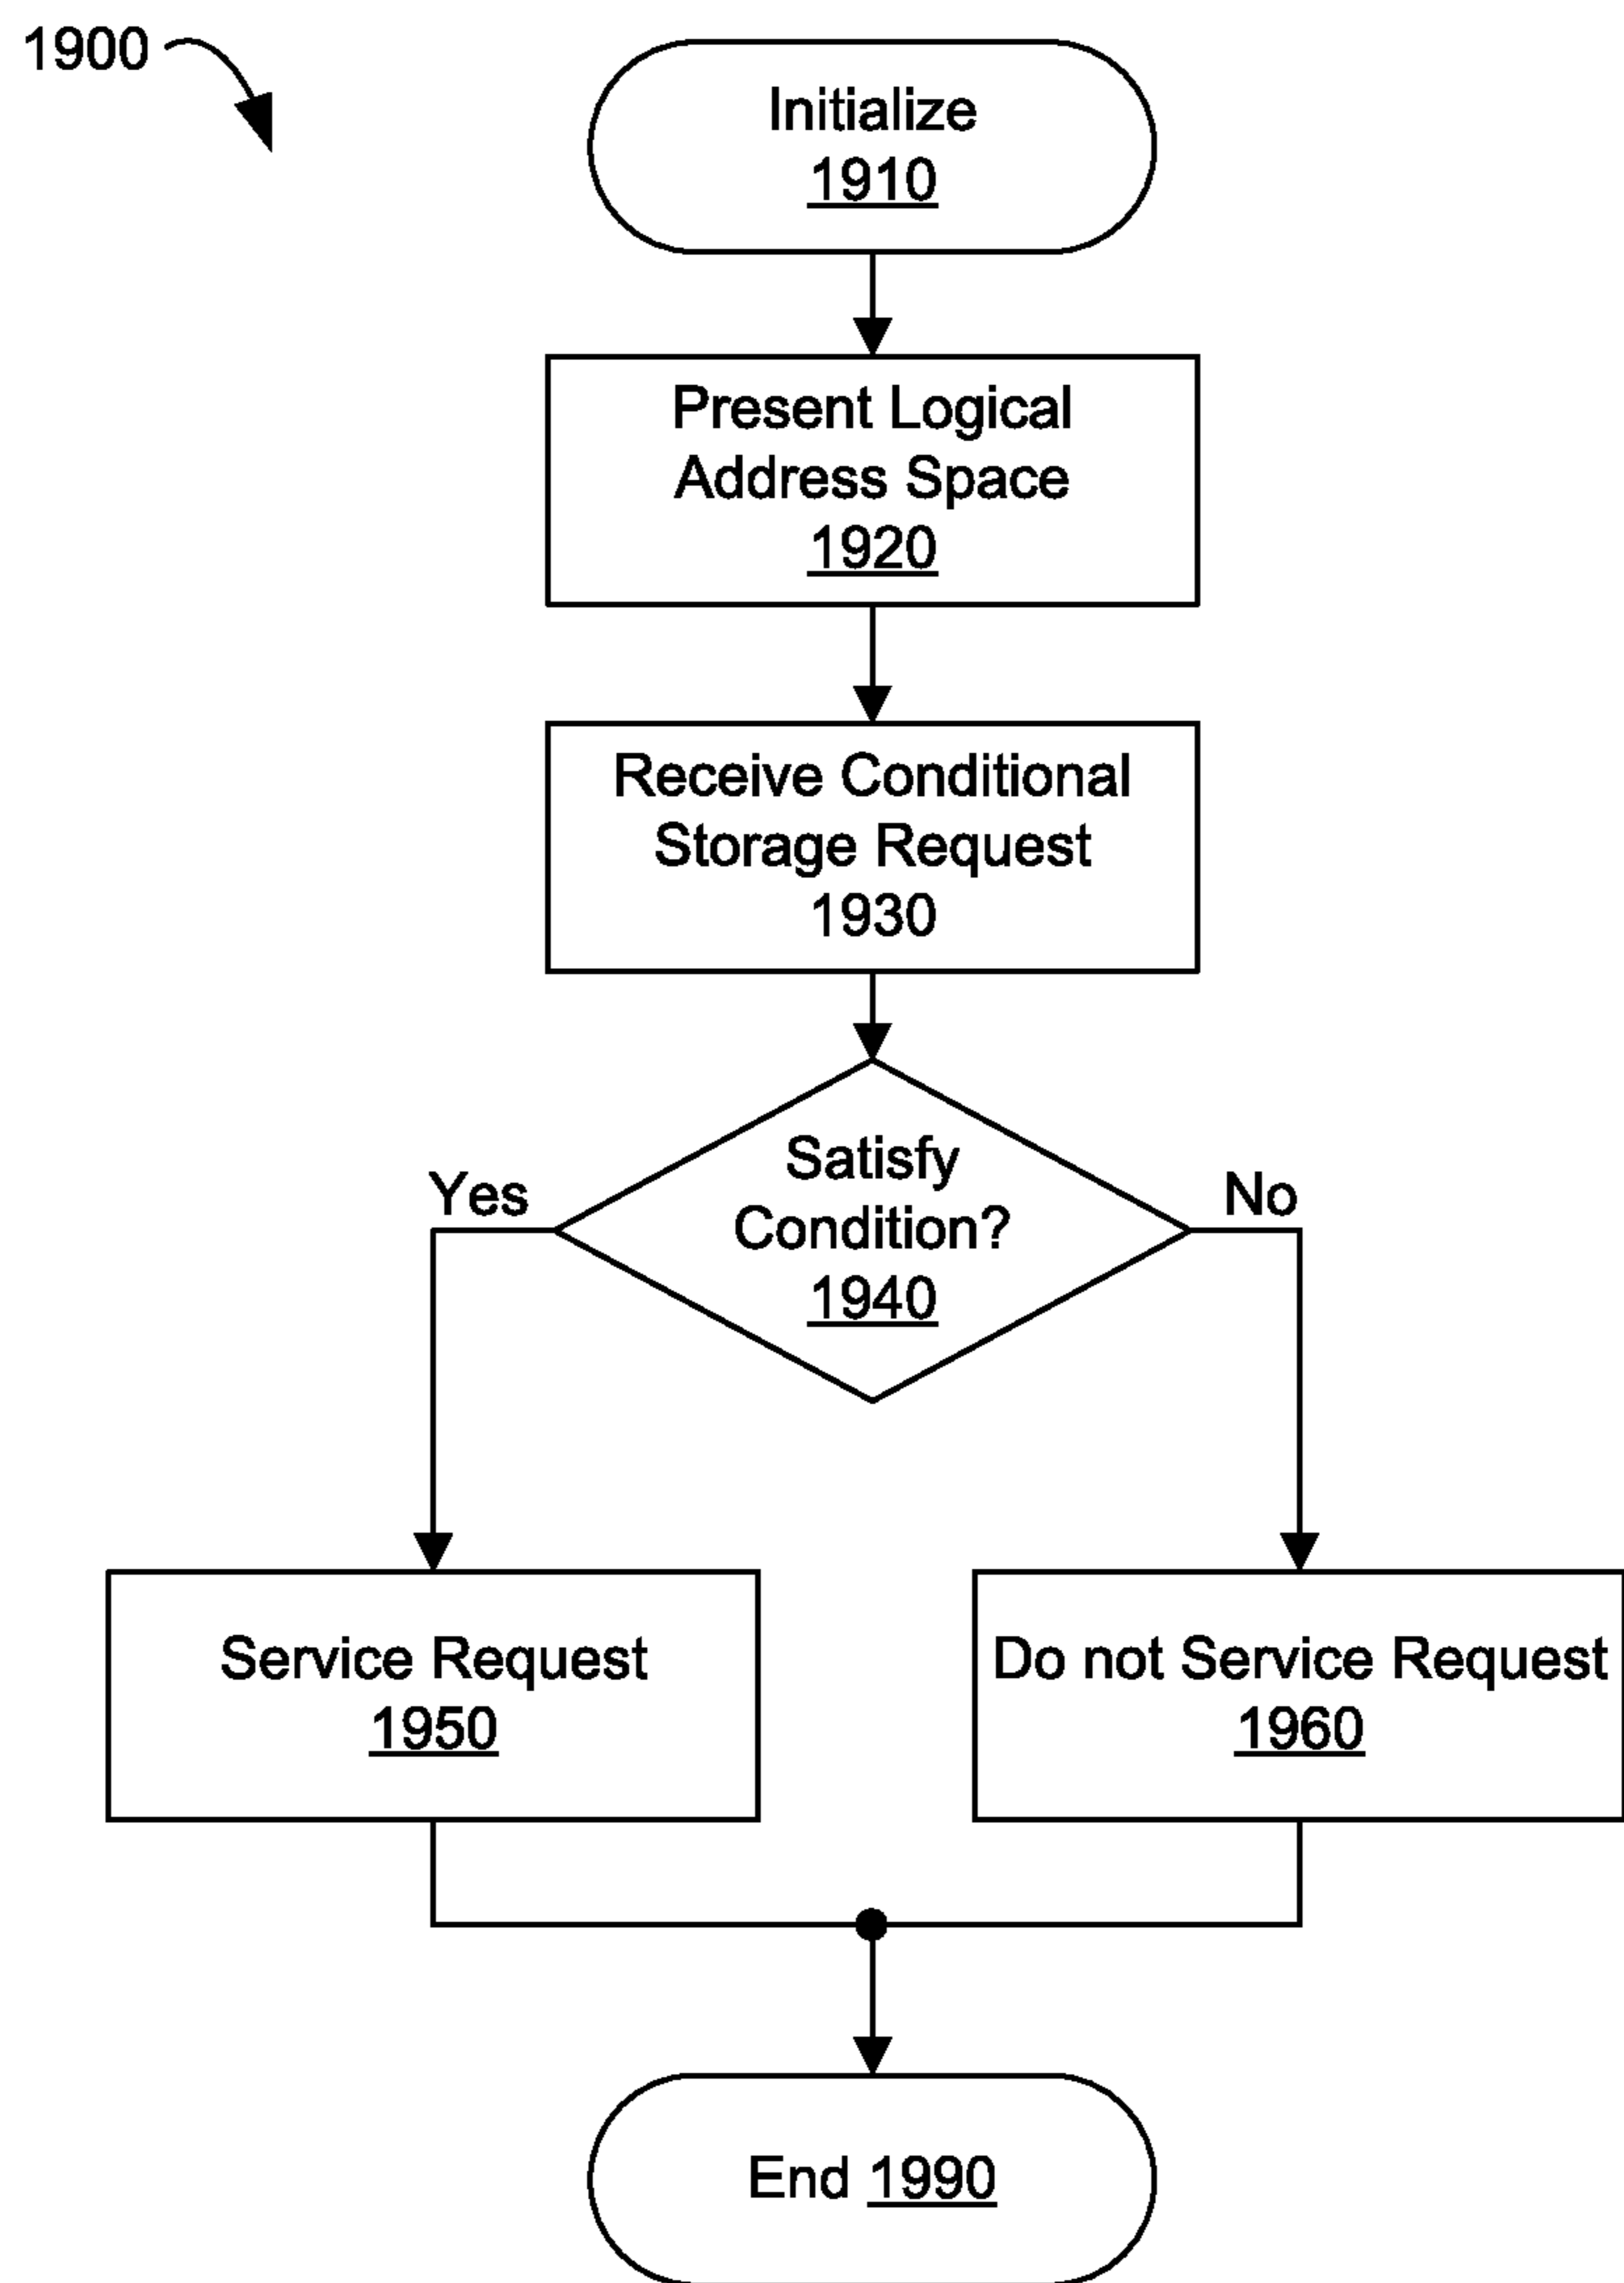 1900
Initialize
1910
Present Logical
Address Space
1920
Receive Conditional
Storage Request
1930
Satisfy
Condition?
1940
Yes
No
Service Request
1950
Do not Service Request
1960
End 1990